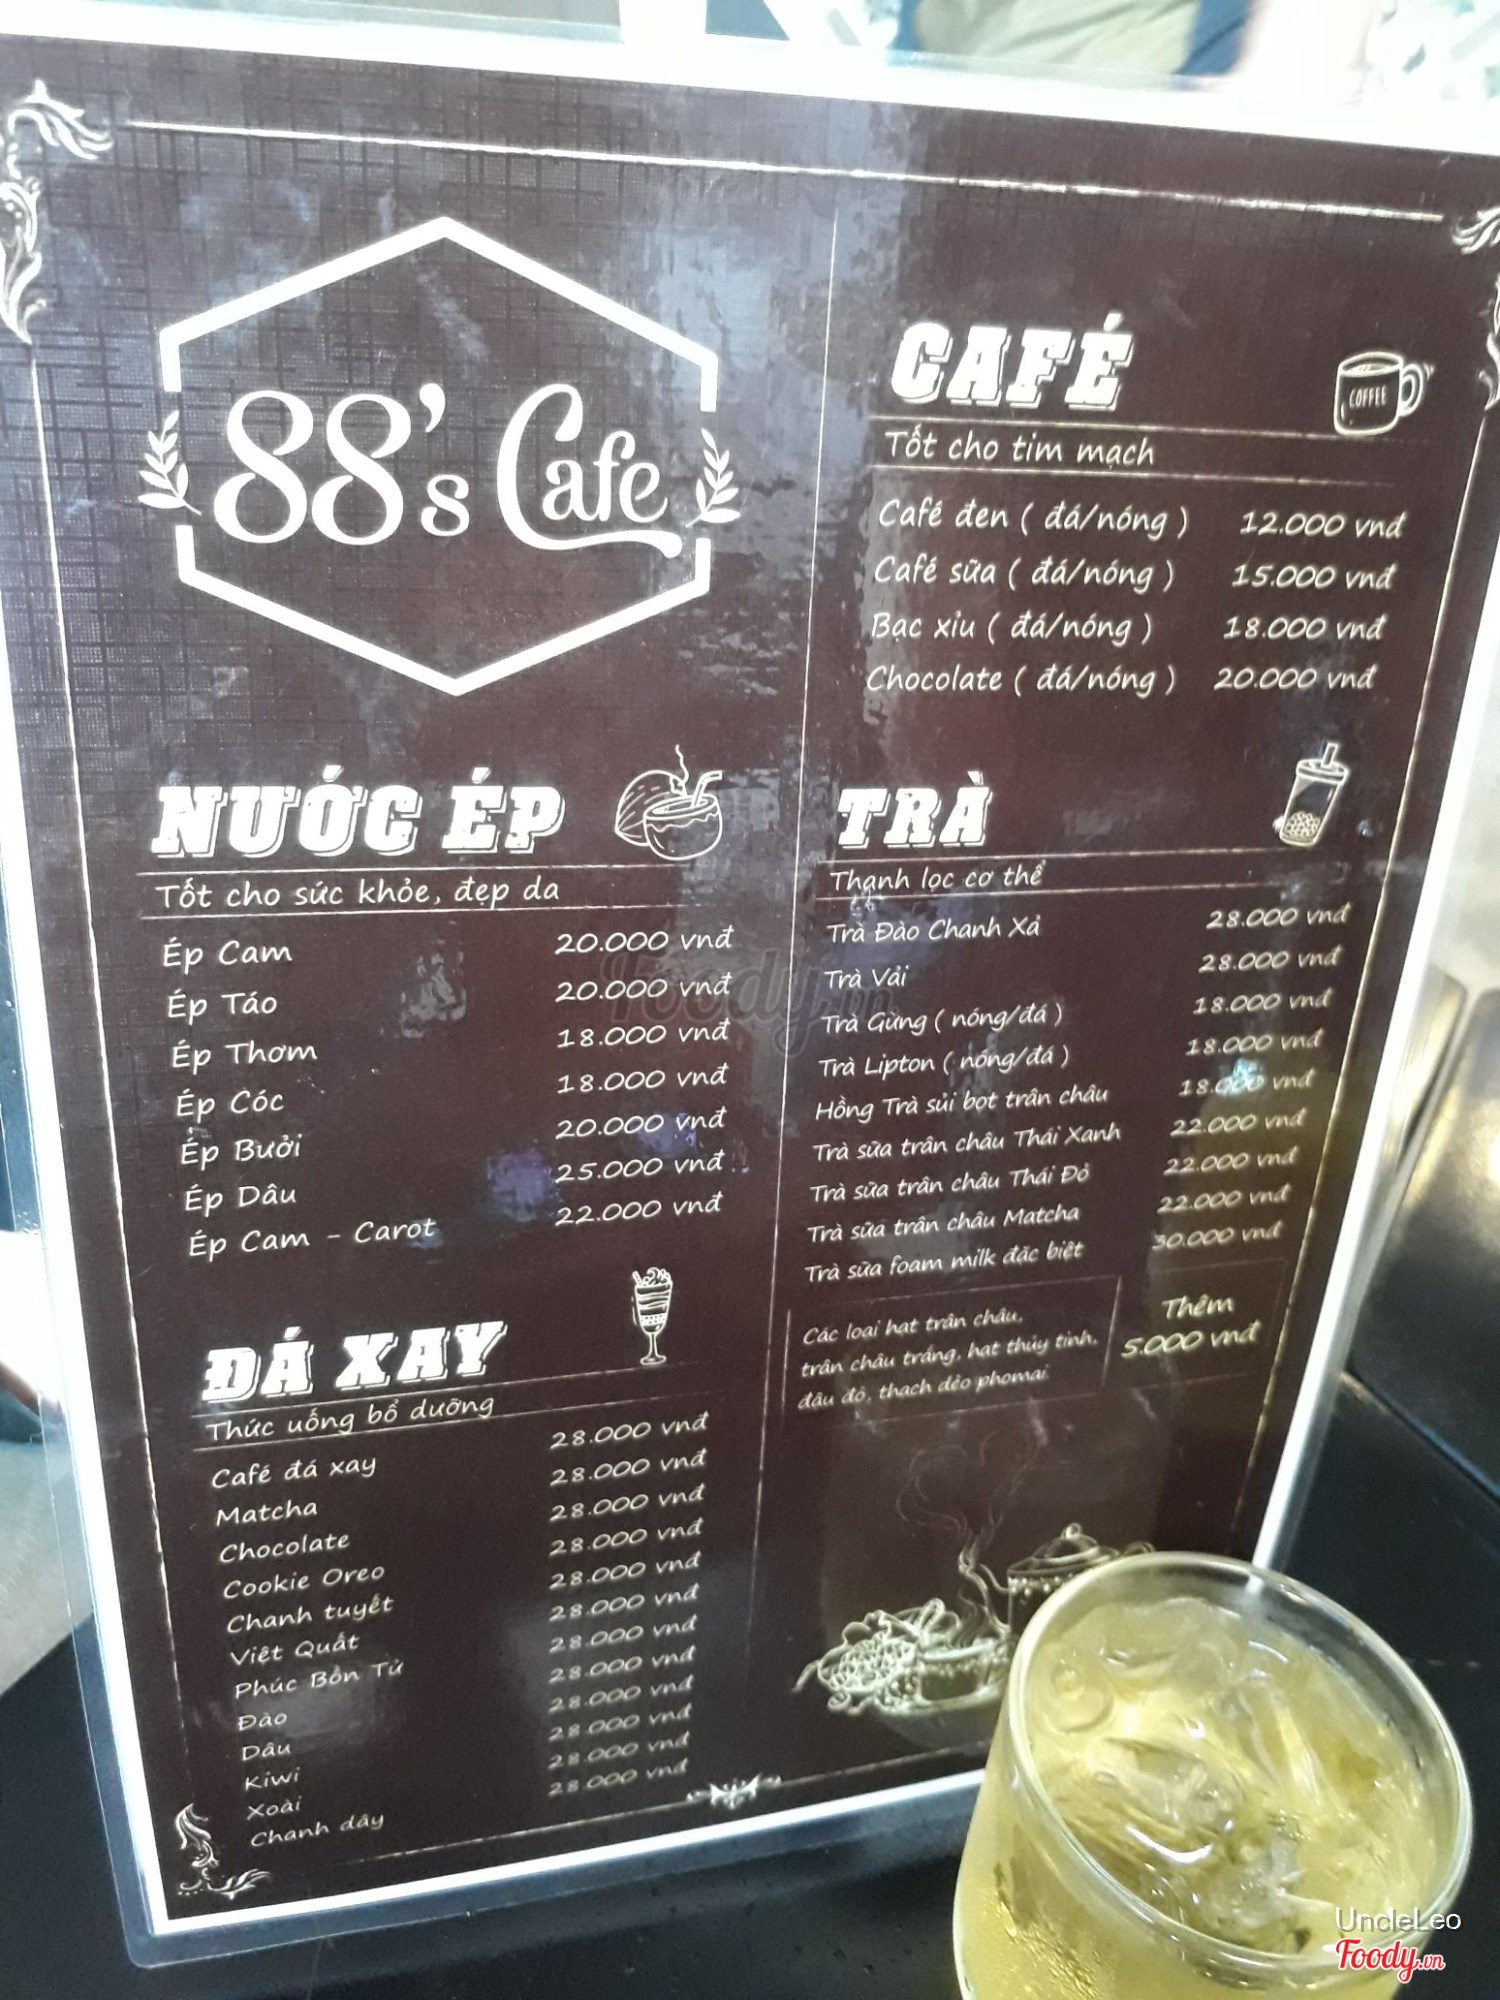 88's Cafe
CAFÉ
COFFEE
Tốt cho tim mạch
Café đen ( đá/nóng ) 12.000 vnđ
Café sữa ( đá/nóng ) 15.000 vnđ
Bạc xỉu ( đá/nóng ) 18.000 vnđ
Chocolate ( đá/nóng ) 20.000 vnđ
NƯỚC ÉP
Tốt cho sức khỏe, đẹp da
Ép Cam 20.000 vnđ
Ép Táo 20.000 vnđ
Ép Thơm 18.000 vnđ
Ép Cóc 18.000 vnđ
Ép Bưởi 20.000 vnđ
Ép Dâu 25.000 vnđ
Ép Cam - Carot 22.000 vnđ
TRÀ
Thanh lọc cơ thể
Trà Đào Chanh Xả 28.000 vnđ
Trà Vải 28.000 vnđ
Trà Gừng ( nóng/đá ) 18.000 vnđ
Trà Lipton ( nóng/đá ) 18.000 vnđ
Hồng Trà sủi bọt trân châu 18.000 vnđ
Trà sữa trân châu Thái Xanh 22.000 vnđ
Trà sữa trân châu Thái Đỏ 22.000 vnđ
Trà sữa trân châu Matcha 22.000 vnđ
Trà sữa foam milk đặc biệt 30.000 vnđ
Các loại hạt trân châu,
trân châu trắng, hạt thủy tinh,
đậu đỏ, thạch dẻo phomai
Thêm
5.000 vnđ
ĐÁ XAY
Thức uống bổ dưỡng
Café đá xay 28.000 vnđ
Matcha 28.000 vnđ
Chocolate 28.000 vnđ
Cookie Oreo 28.000 vnđ
Chanh tuyết 28.000 vnđ
Việt Quất 28.000 vnđ
Phúc Bồn Tử 28.000 vnđ
Đào 28.000 vnđ
Dâu 28.000 vnđ
Kiwi 28.000 vnđ
Xoài 28.000 vnđ
Chanh dây 28.000 vnđ
Foody.vn
UncleLeo
Foody.vn